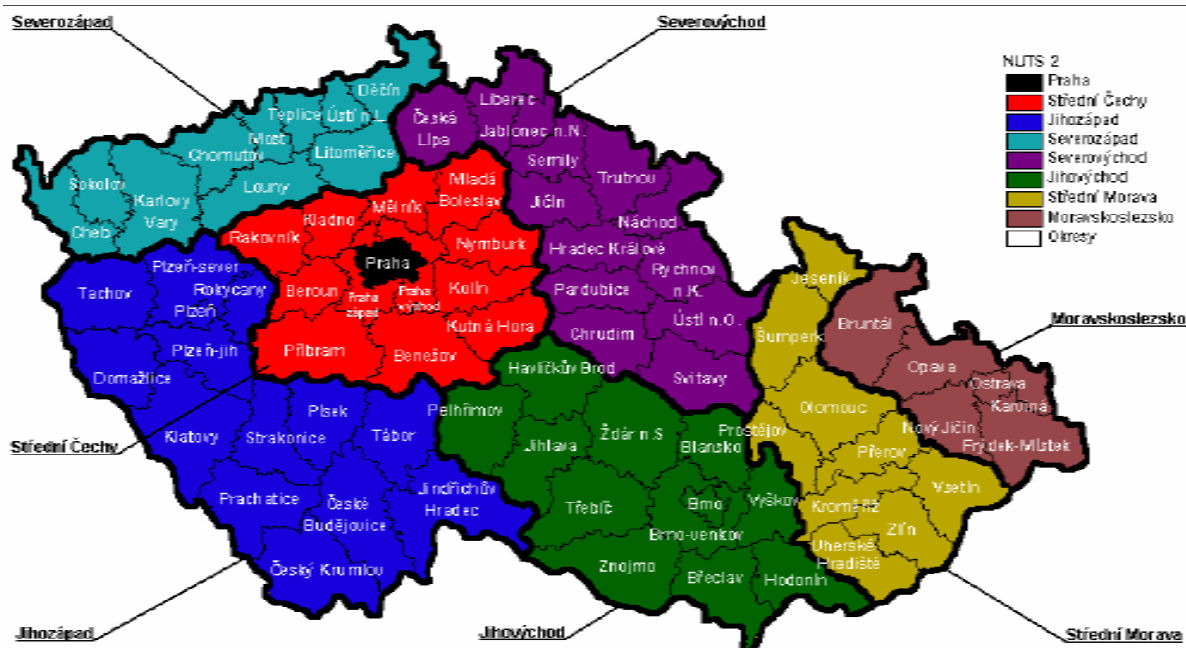 Severozápad
Severovýchod
NUTS 2
Praha
Střední Čechy
Jihozápad
Severozápad
Severovýchod
Jihovýchod
Střední Morava
Moravskoslezsko
Okresy
Děčín
Teplice
Ústí n.L.
Most
Chomutov
Litoměřice
Louny
Sokolov
Karlovy
Vary
Cheb
Liberec
Česká
Lípa
Jablonec n.N.
Semily
Trutnov
Jičín
Náchod
Hradec Králové
Rychnov
n.K.
Pardubice
Ústí n.O.
Chrudim
Svitavy
Mladá
Boleslav
Mělník
Kladno
Rakovník
Nymburk
Praha
Beroun
Praha
západ
Praha
východ
Kolín
Kutná Hora
Příbram
Benešov
Plzeň-sever
Tachov
Rokycany
Plzeň
Plzeň-jih
Domažlice
Klatovy
Písek
Strakonice
Tábor
Prachatice
České
Budějovice
Jindřichův
Hradec
Český Krumlov
Havlíčkův Brod
Pelhřimov
Jihlava
Žďár n.S
Blansko
Třebíč
Brno
Vyškov
Brno-venkov
Znojmo
Břeclav
Hodonín
Jeseník
Šumperk
Olomouc
Prostějov
Přerov
Kroměříž
Vsetín
Zlín
Uherské
Hradiště
Bruntál
Opava
Ostrava
Karviná
Nový Jičín
Frýdek-Místek
Moravskoslezsko
Střední Čechy
Jihozápad
Jihovýchod
Střední Morava